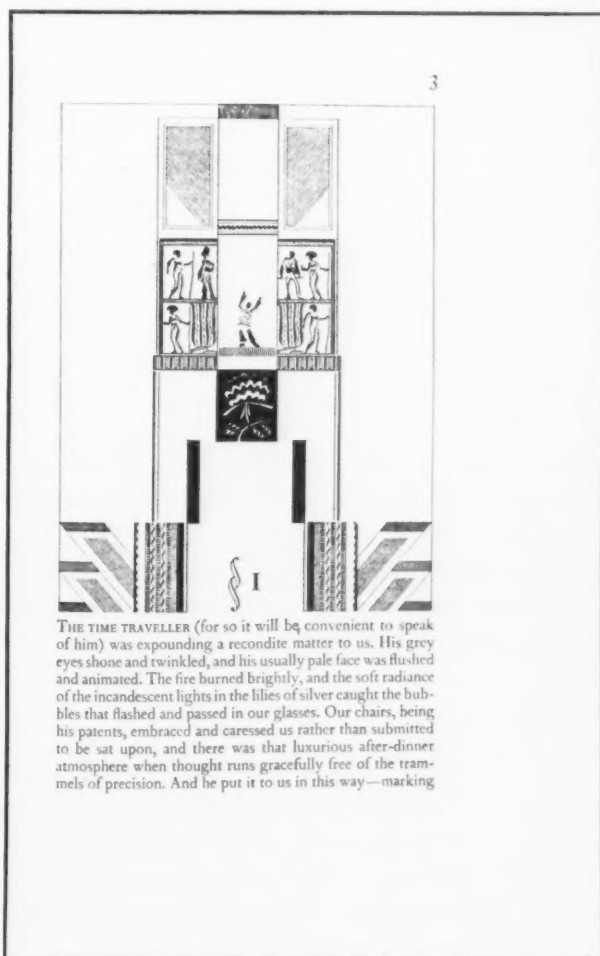 3
§ I
THE TIME TRAVELLER (for so it will be, convenient to speak
of him) was expounding a recondite matter to us. His grey
eyes shone and twinkled, and his usually pale face was flushed
and animated. The fire burned brightly, and the soft radiance
of the incandescent lights in the lilies of silver caught the bub-
bles that flashed and passed in our glasses. Our chairs, being
his patents, embraced and caressed us rather than submitted
to be sat upon, and there was that luxurious after-dinner
atmosphere when thought runs gracefully free of the tram-
mels of precision. And he put it to us in this way—marking